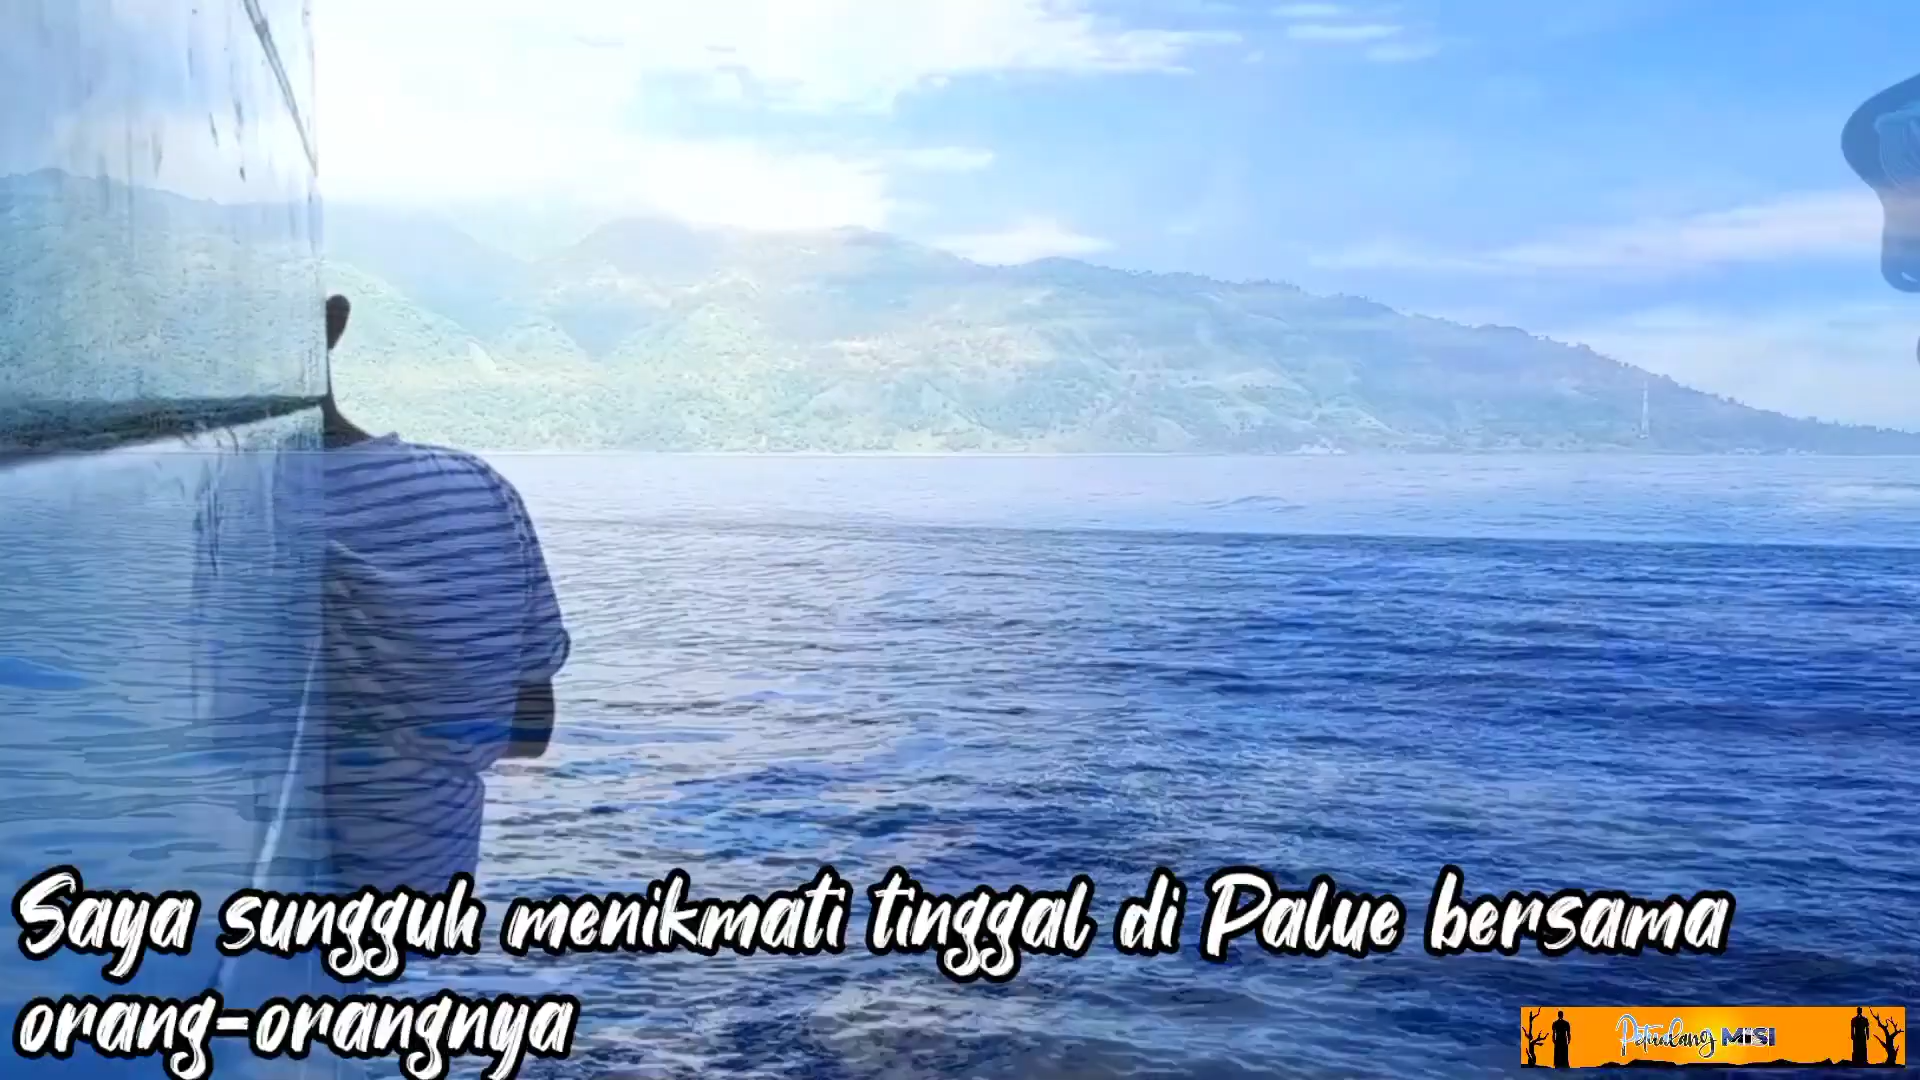 Saya sungguh menikmati tinggal di Palue bersama
orang-orangnya
Petualang MISI